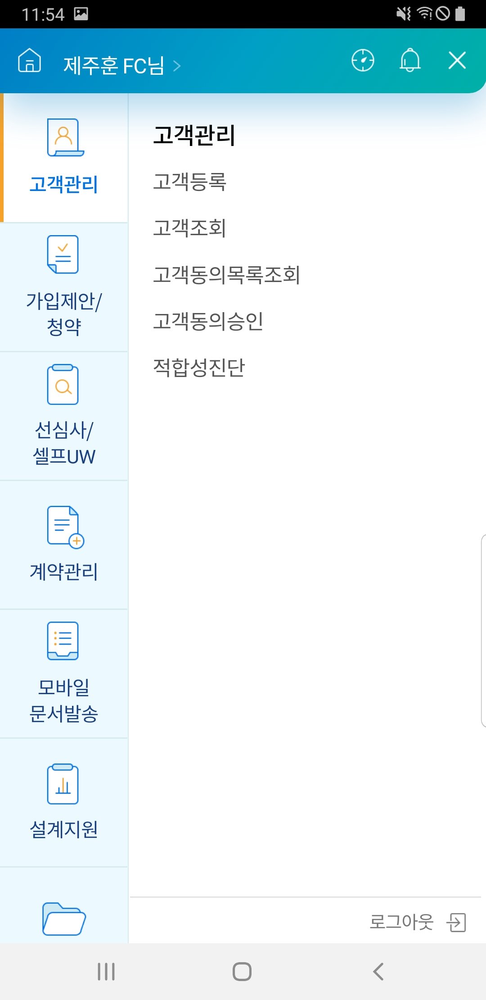 11:54
제주훈 FC님
고객관리
가입제안/
청약
선심사/
셀프UW
계약관리
모바일
문서발송
설계지원
고객관리
고객등록
고객조회
고객동의목록조회
고객동의승인
적합성진단
로그아웃